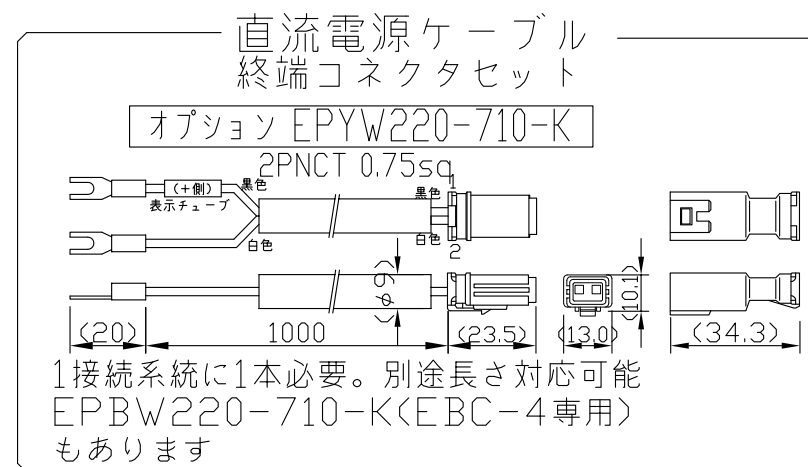 直流電源ケーブル
終端コネクタセット
オプション EPYW220-710-K
2PNCT 0.75sq
(+側)
黒色
表示チューブ
白色
黒色
1
白色
2
(φ9)
(10.1)
(20)
1000
(23.5)
(13.0)
(34.3)
1接続系統に1本必要。別途長さ対応可能
EPBW220-710-K(EBC-4専用)
もあります